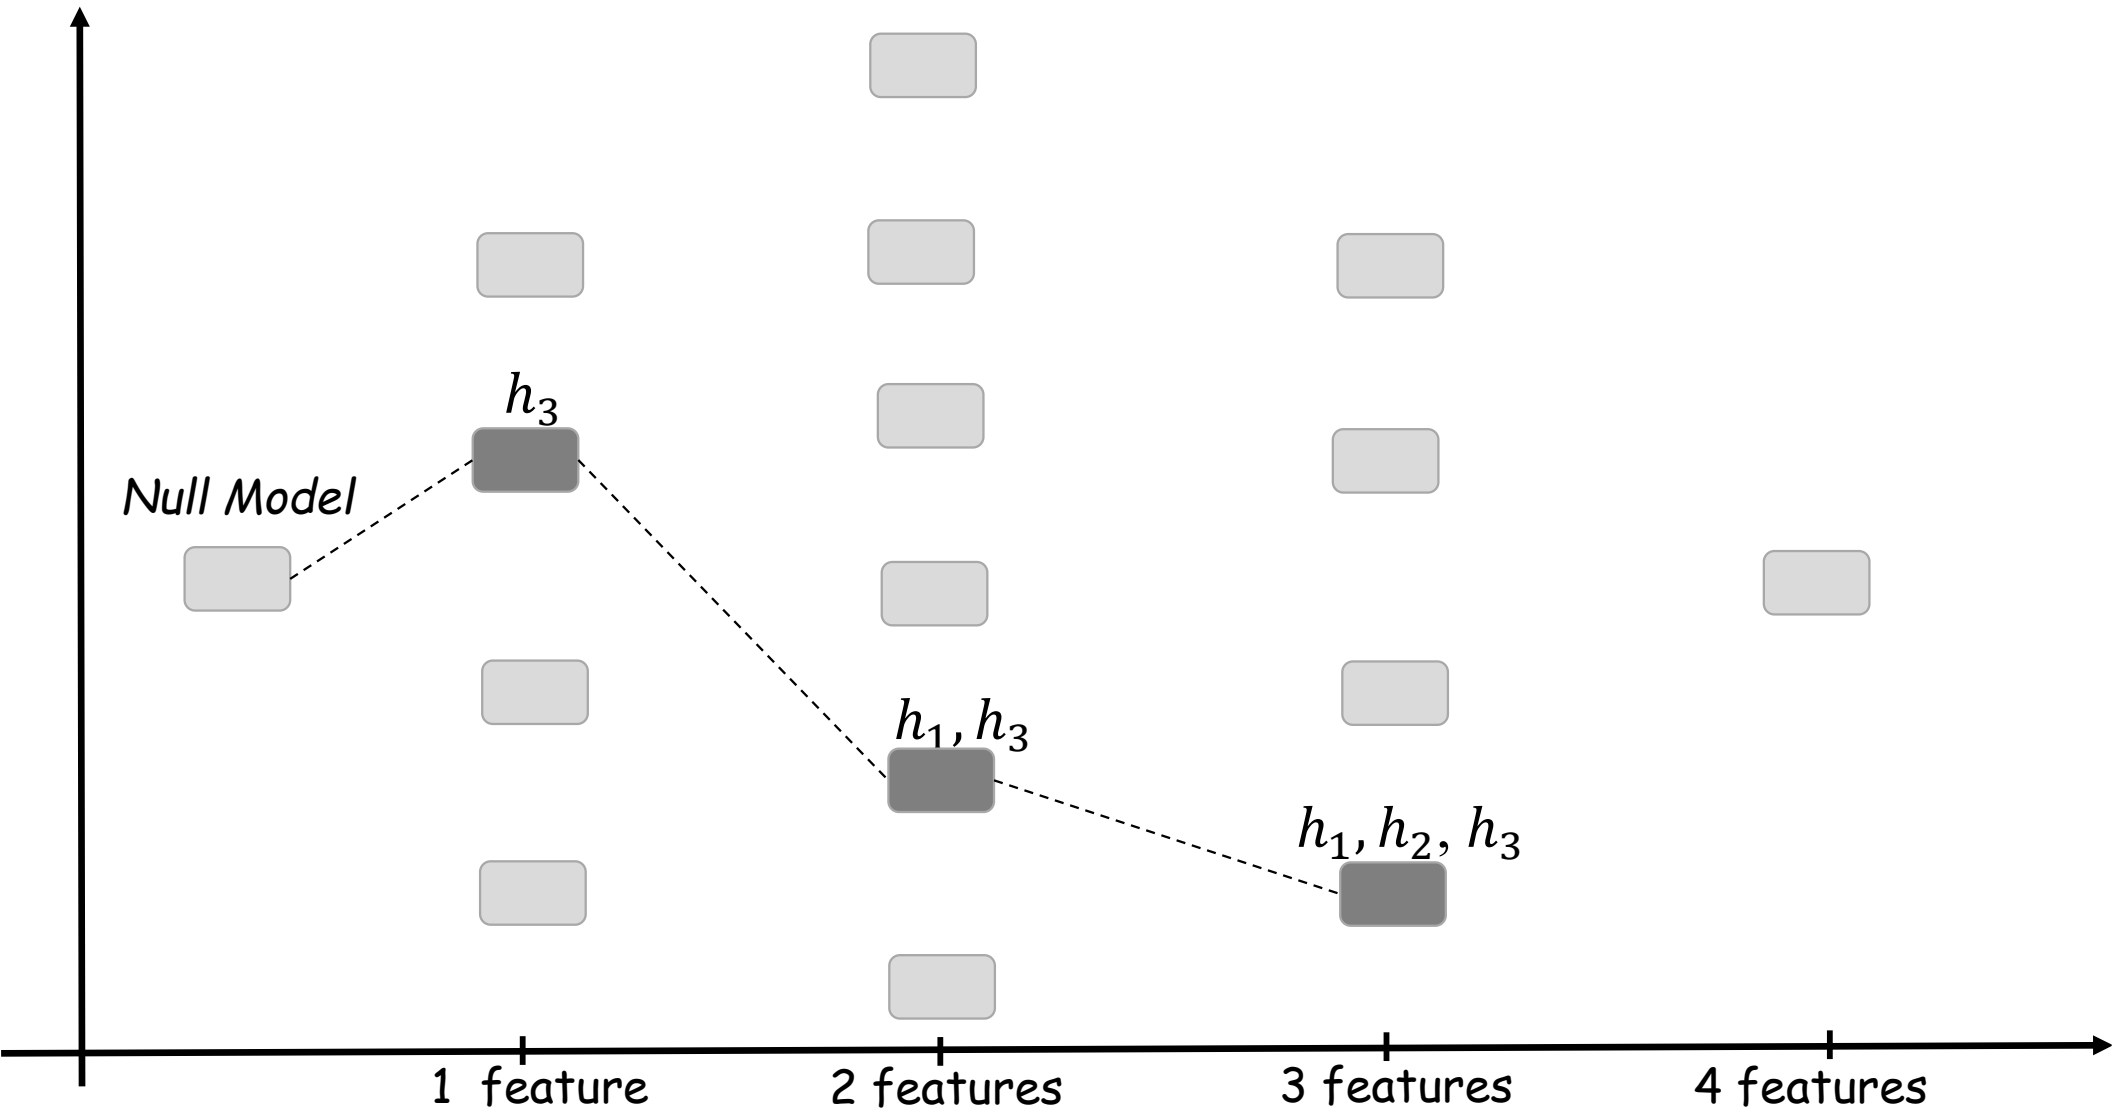 h₃
Null Model
h₁, h₃
h₁, h₂, h₃
1 feature
2 features
3 features
4 features